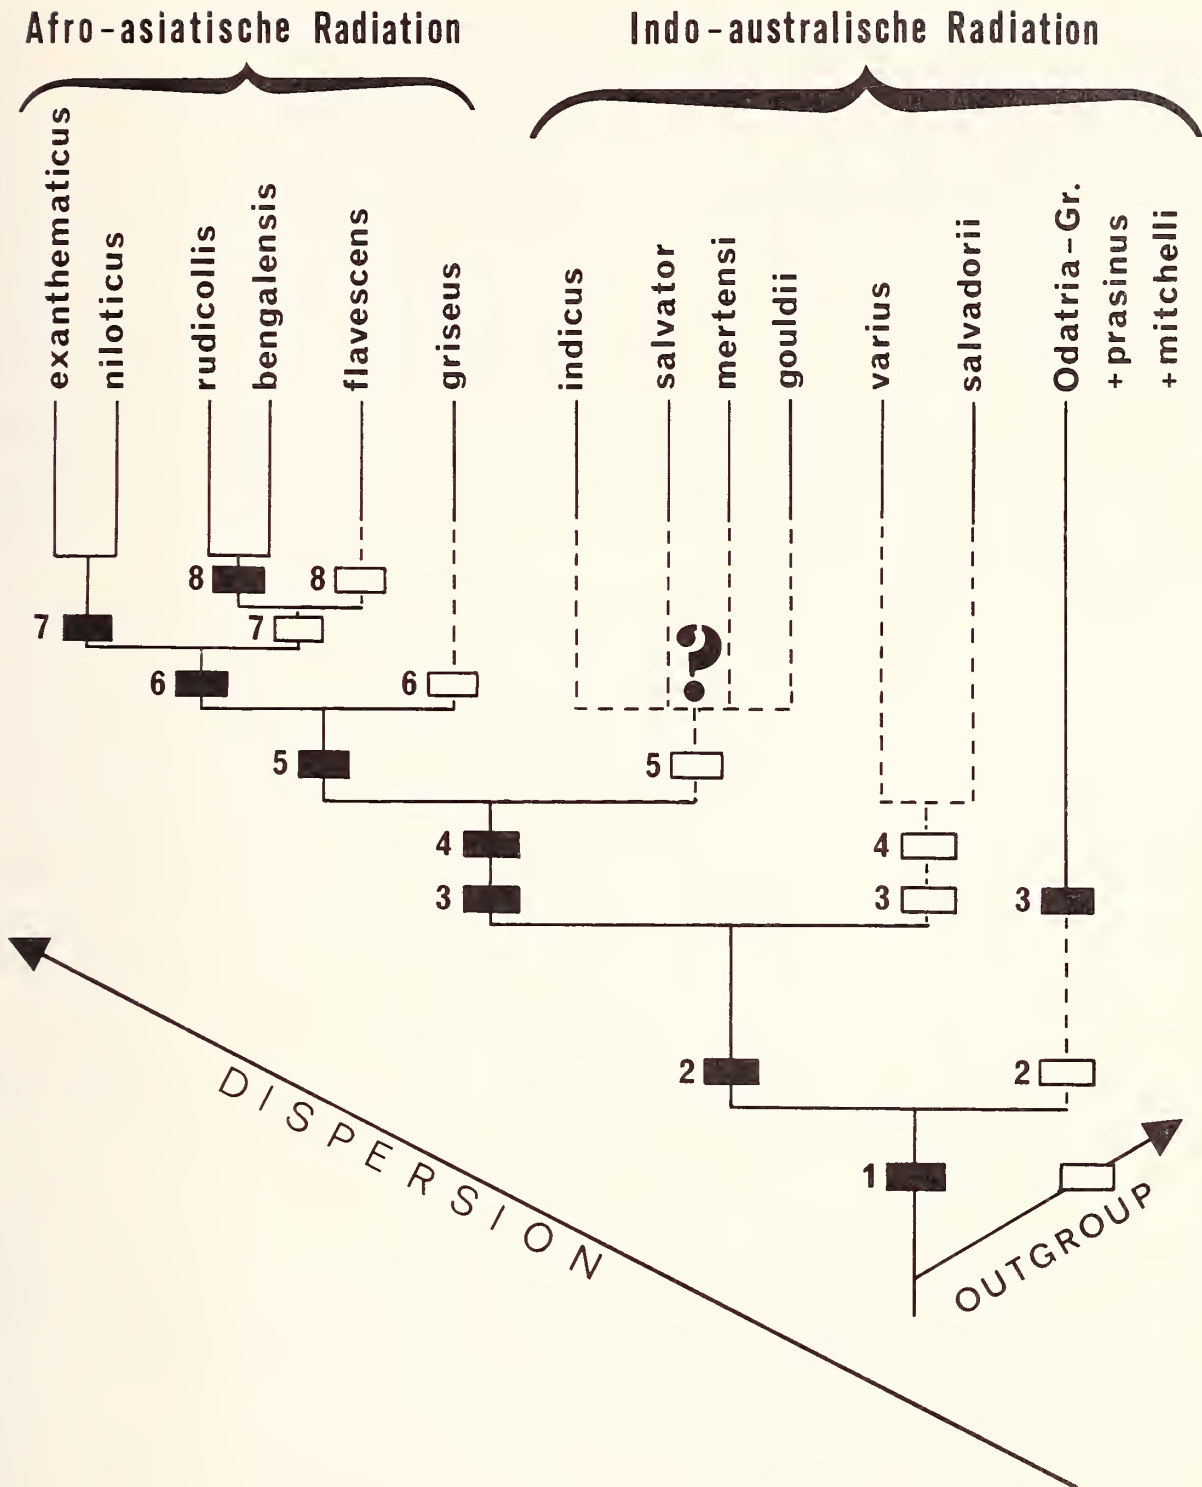 Afro-asiatische Radiation
Indo-australische Radiation
exanthematicus
niloticus
rudicollis
bengalensis
flavescens
griseus
indicus
salvator
mertensi
gouldii
varius
salvadorii
Odatria-Gr.
+prasinus
+mitchelli
8
8
7
7
?
6
6
5
5
4
4
3
3
3
2
2
DISPERSION
1
OUTGROUP